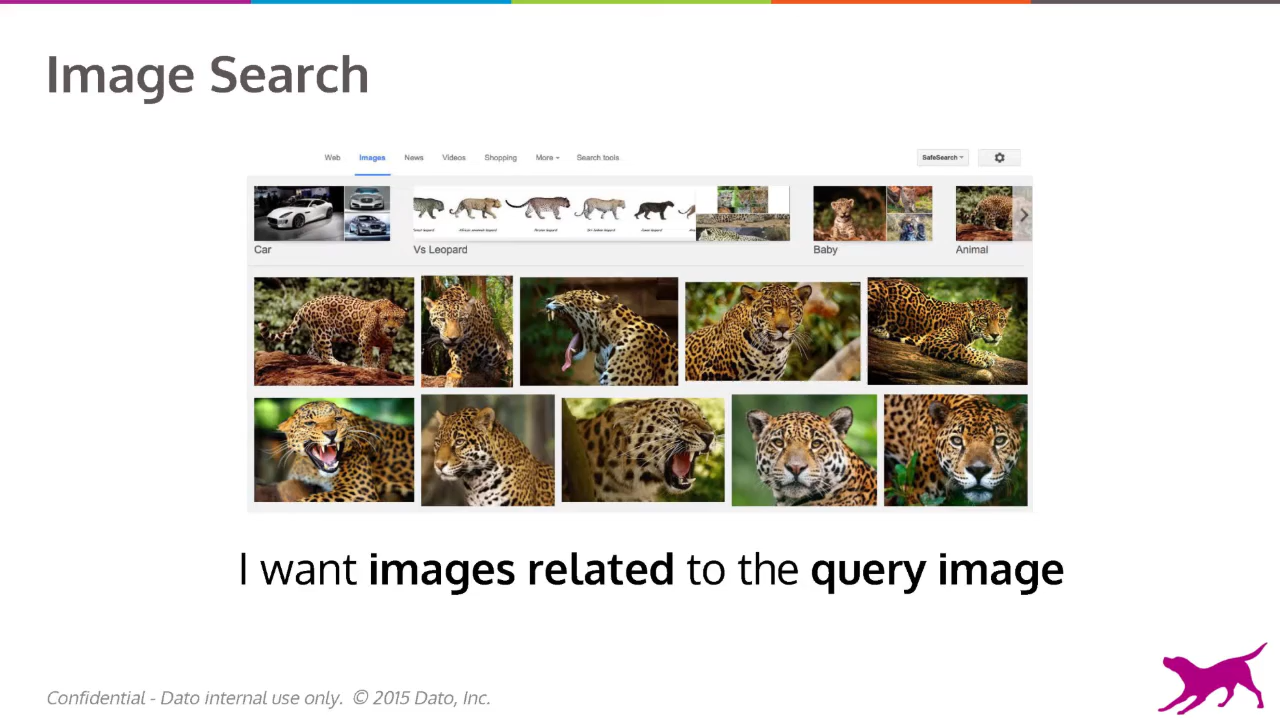 Image Search
Web Images News Videos Shopping More Search tools SafeSearch
Car Vs Leopard Baby Animal
I want images related to the query image
Confidential - Dato internal use only. © 2015 Dato, Inc.